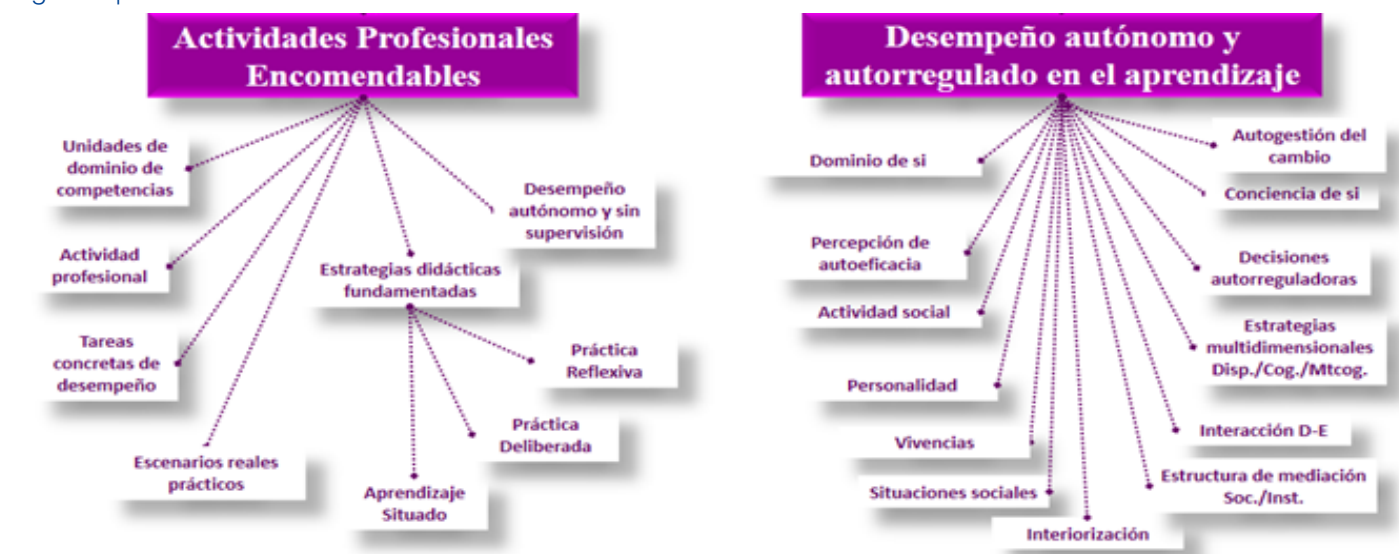 Actividades Profesionales
Encomendables
Unidades de
dominio de
competencias
Actividad
profesional
Tareas
concretas de
desempeño
Escenarios reales
prácticos
Desempeño
autónomo y sin
supervisión
Estrategias didácticas
fundamentadas
Práctica
Reflexiva
Práctica
Deliberada
Aprendizaje
Situado
Desempeño autónomo y
autorregulado en el aprendizaje
Dominio de si
Percepción de
autoeficacia
Actividad social
Personalidad
Vivencias
Situaciones sociales
Interiorización
Autogestión del
cambio
Conciencia de si
Decisiones
autorreguladoras
Estrategias
multidimensionales
Disp./Cog./Mtcog.
Interacción D-E
Estructura de mediación
Soc./Inst.